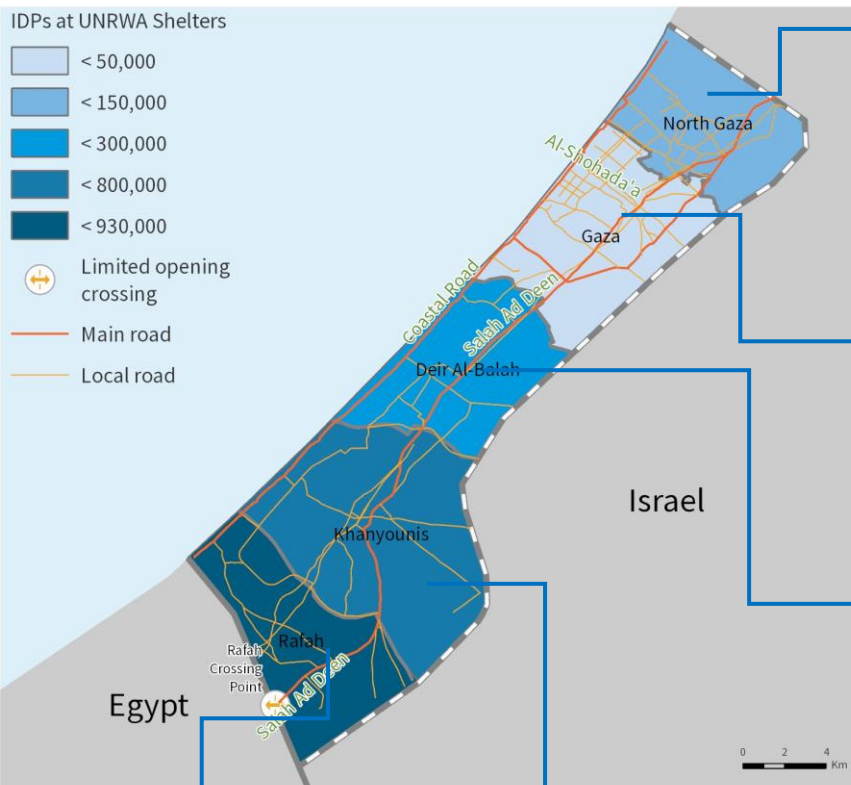 IDPs at UNRWA Shelters
< 50,000
< 150,000
< 300,000
< 800,000
< 930,000
Limited opening
crossing
Main road
Local road
North Gaza
Al-Shohada'a
Gaza
Coastal Road
Salah Ad Deen
Deir Al-Balah
Israel
Khanyounis
Rafah
Rafah
Crossing
Point
Salah Ad Deen
Egypt
0 2 4
Km